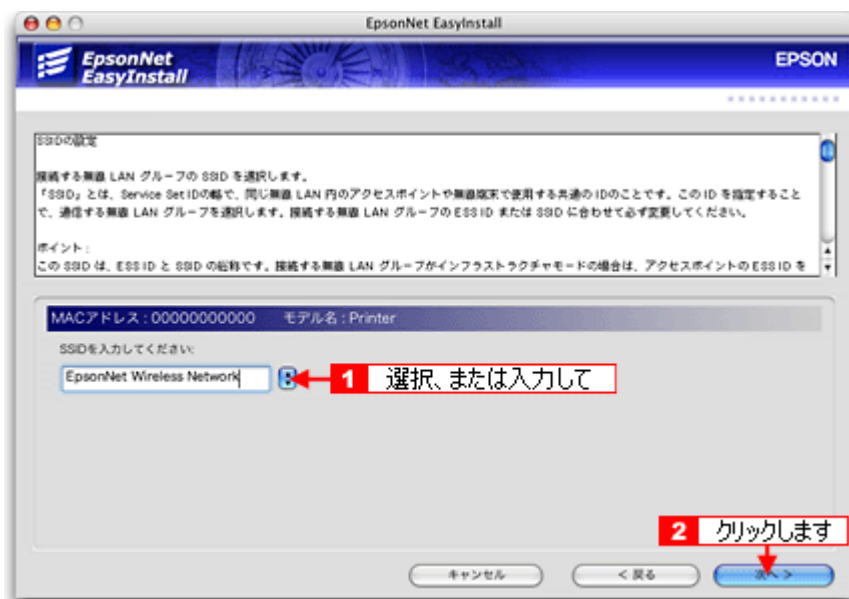 EpsonNet EasyInstall
EpsonNet
EasyInstall
EPSON
SSIDの設定
接続する無線 LAN グループの SSID を選択します。
「SSID」とは、Service Set IDの略で、同じ無線 LAN 内のアクセスポイントや無線端末で使用する共通の IDのことです。この ID を指定すること
で、通信する無線 LAN グループを選択します。接続する無線 LAN グループの ESSID または SSID に合わせて必ず変更してください。
ポイント：
この SSID は、ESSID と SSID の総称です。接続する無線 LAN グループがインフラストラクチャモードの場合は、アクセスポイントの ESSID を
MACアドレス : 00000000000 モデル名 : Printer
SSIDを入力してください:
EpsonNet Wireless Network
1 選択、または入力して
2 クリックします
キャンセル
< 戻る
次へ >